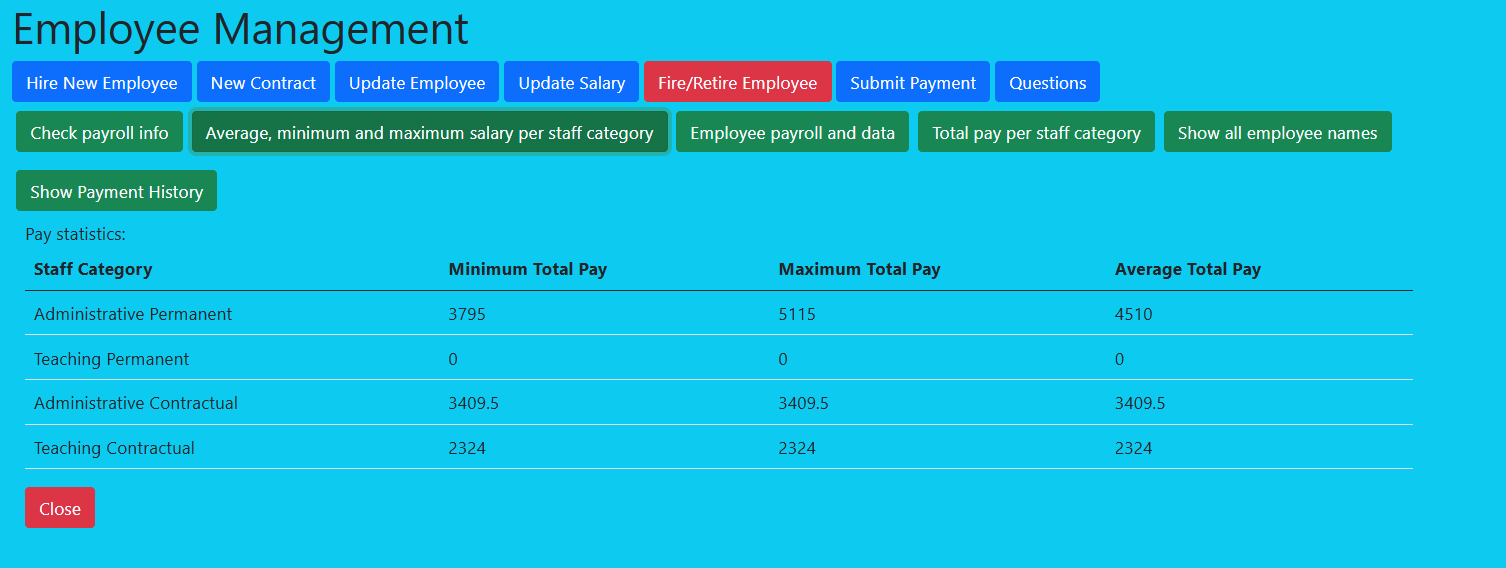 Employee Management
Hire New Employee New Contract Update Employee Update Salary Fire/Retire Employee Submit Payment Questions
Check payroll info Average, minimum and maximum salary per staff category Employee payroll and data Total pay per staff category Show all employee names
Show Payment History
Pay statistics:
Staff Category Minimum Total Pay Maximum Total Pay Average Total Pay
Administrative Permanent 3795 5115 4510
Teaching Permanent 0 0 0
Administrative Contractual 3409.5 3409.5 3409.5
Teaching Contractual 2324 2324 2324
Close